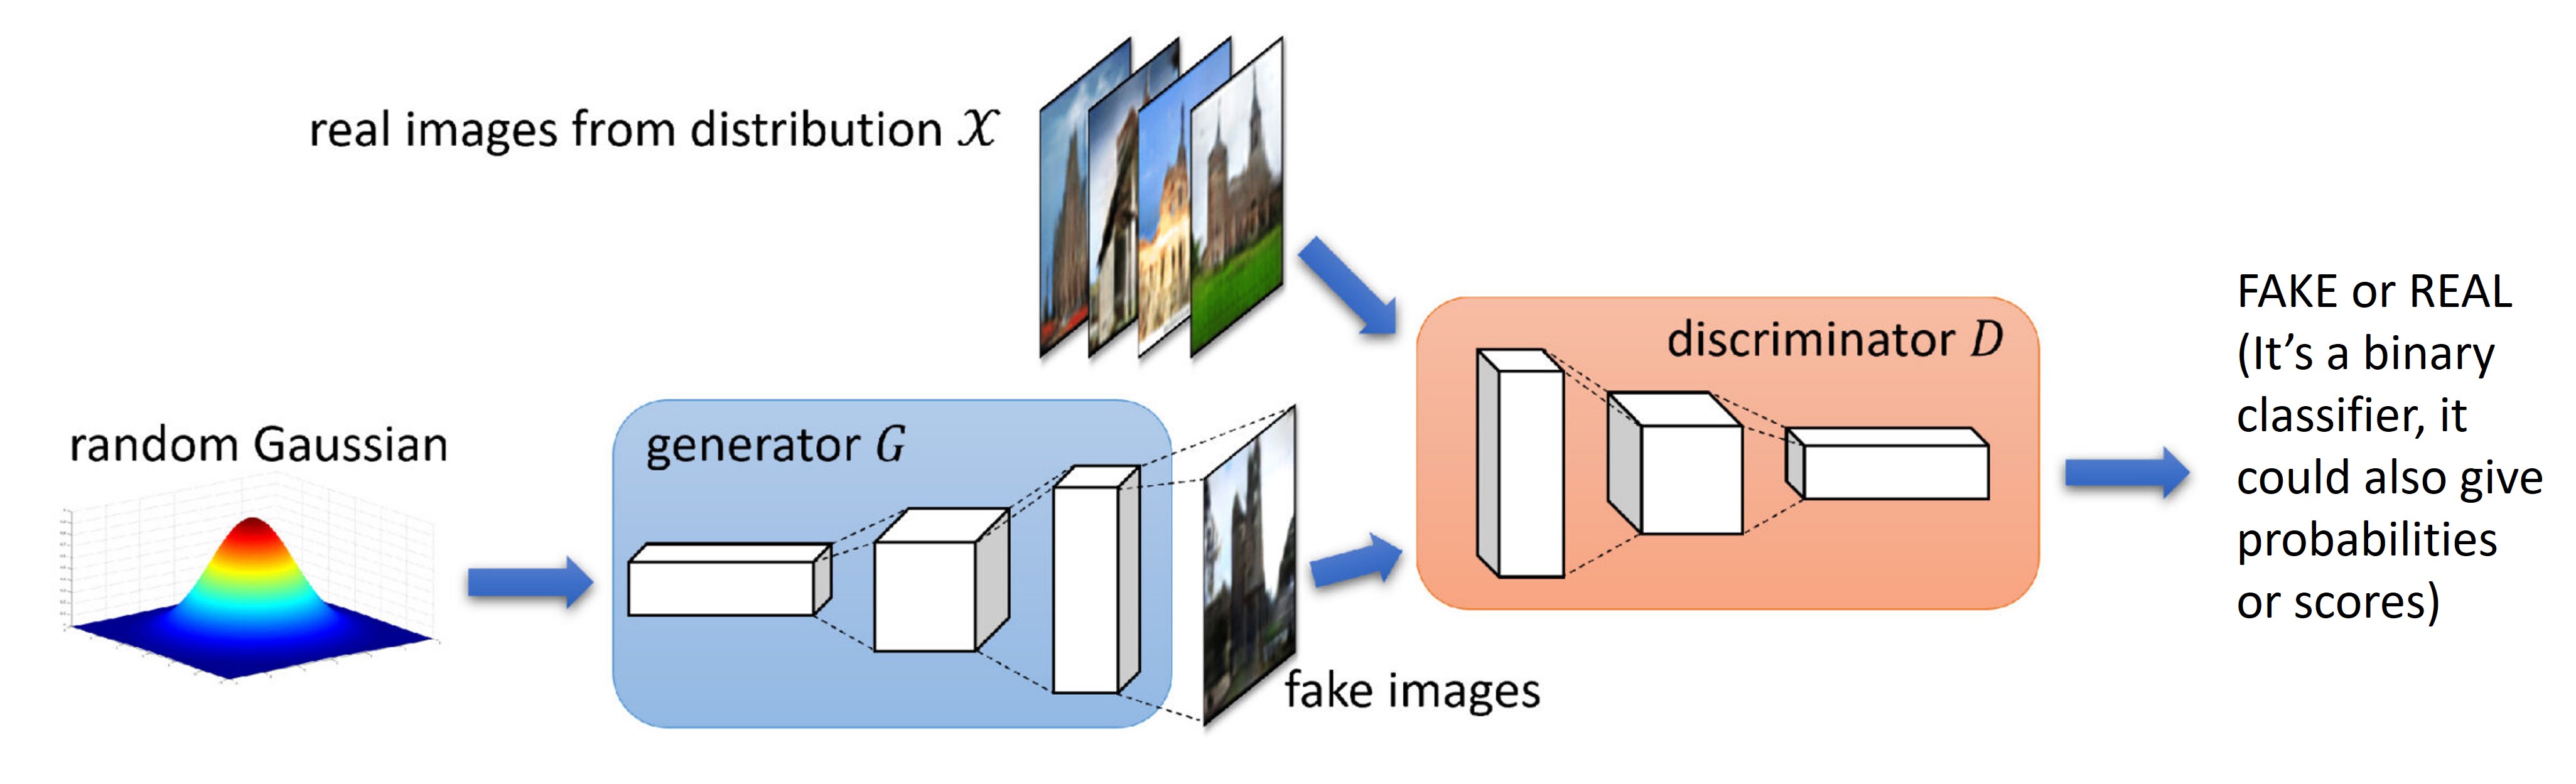 real images from distribution 𝒳
random Gaussian
generator G
fake images
discriminator D
FAKE or REAL
(It’s a binary
classifier, it
could also give
probabilities
or scores)